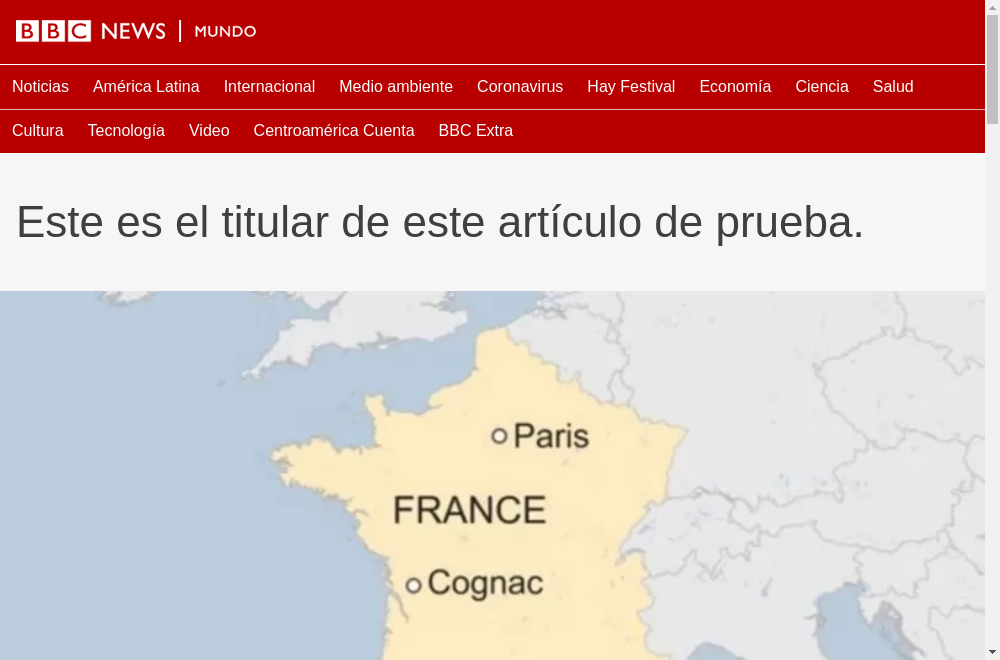 BBC NEWS | MUNDO
Noticias América Latina Internacional Medio ambiente Coronavirus Hay Festival Economía Ciencia Salud
Cultura Tecnología Video Centroamérica Cuenta BBC Extra
Este es el titular de este artículo de prueba.
Paris
FRANCE
Cognac